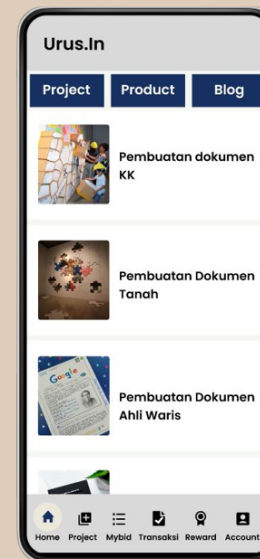 Urus.In
Project Product Blog
Pembuatan dokumen
KK
Pembuatan Dokumen
Tanah
Google
Pembuatan Dokumen
Ahli Waris
Home Project Mybid Transaksi Reward Account